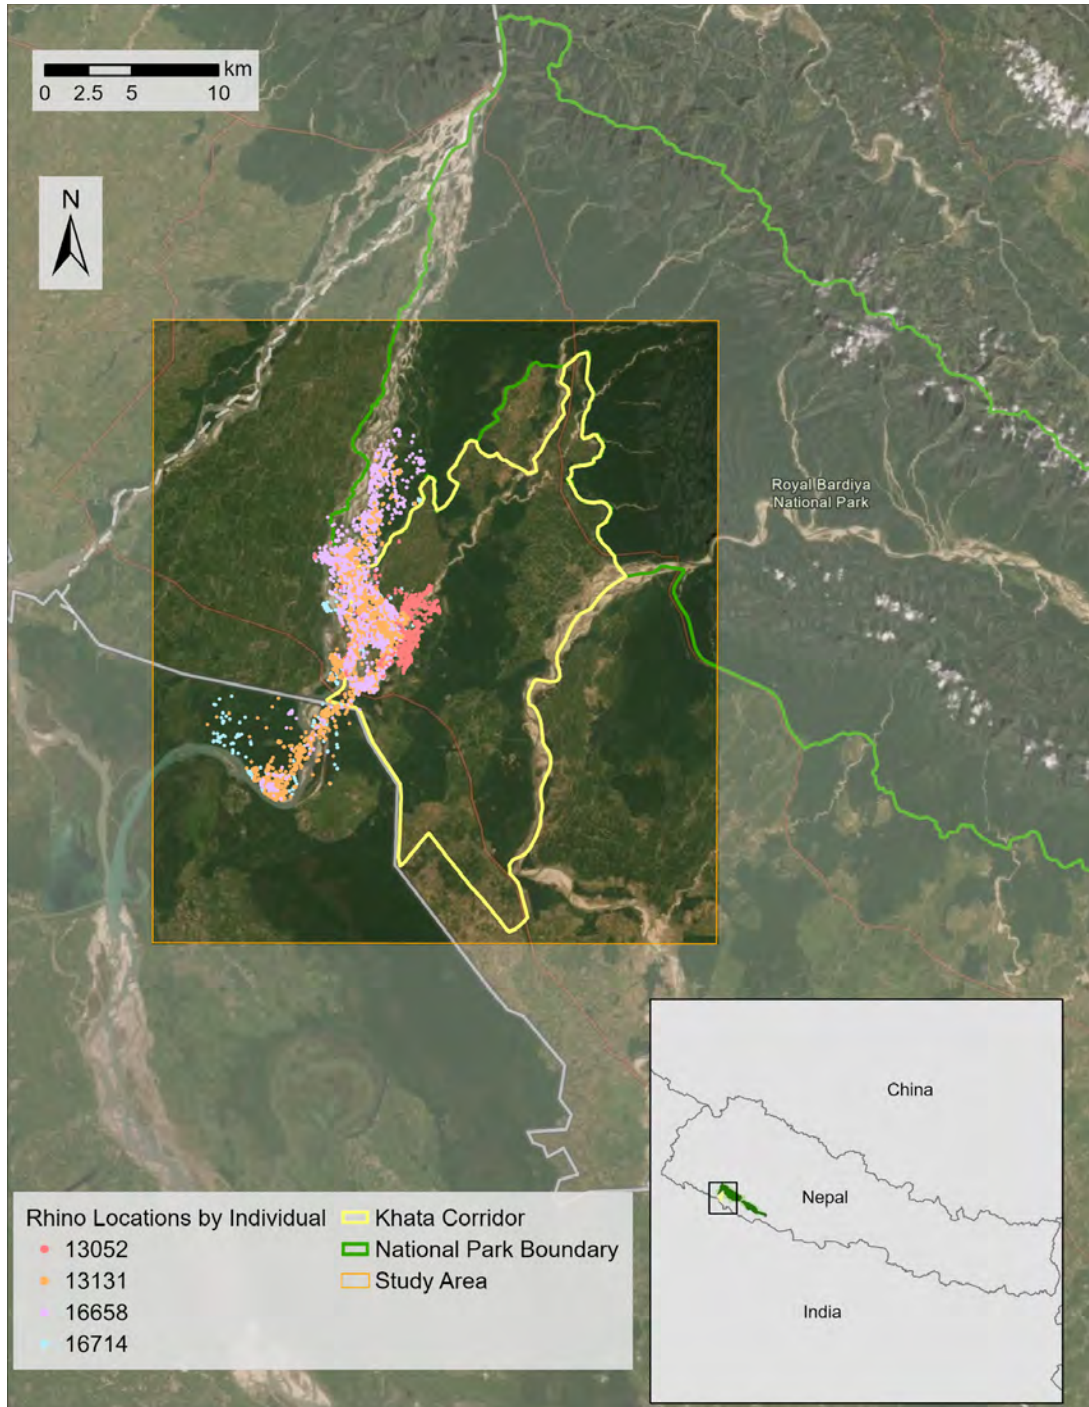 km
0 2.5 5 10
N
Royal Bardiya
National Park
China
Nepal
India
Rhino Locations by Individual
13052
13131
16658
16714
Khata Corridor
National Park Boundary
Study Area